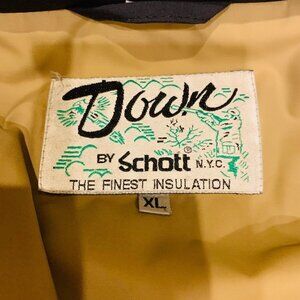 Down
BY Schott® N.Y.C.
THE FINEST INSULATION
XL